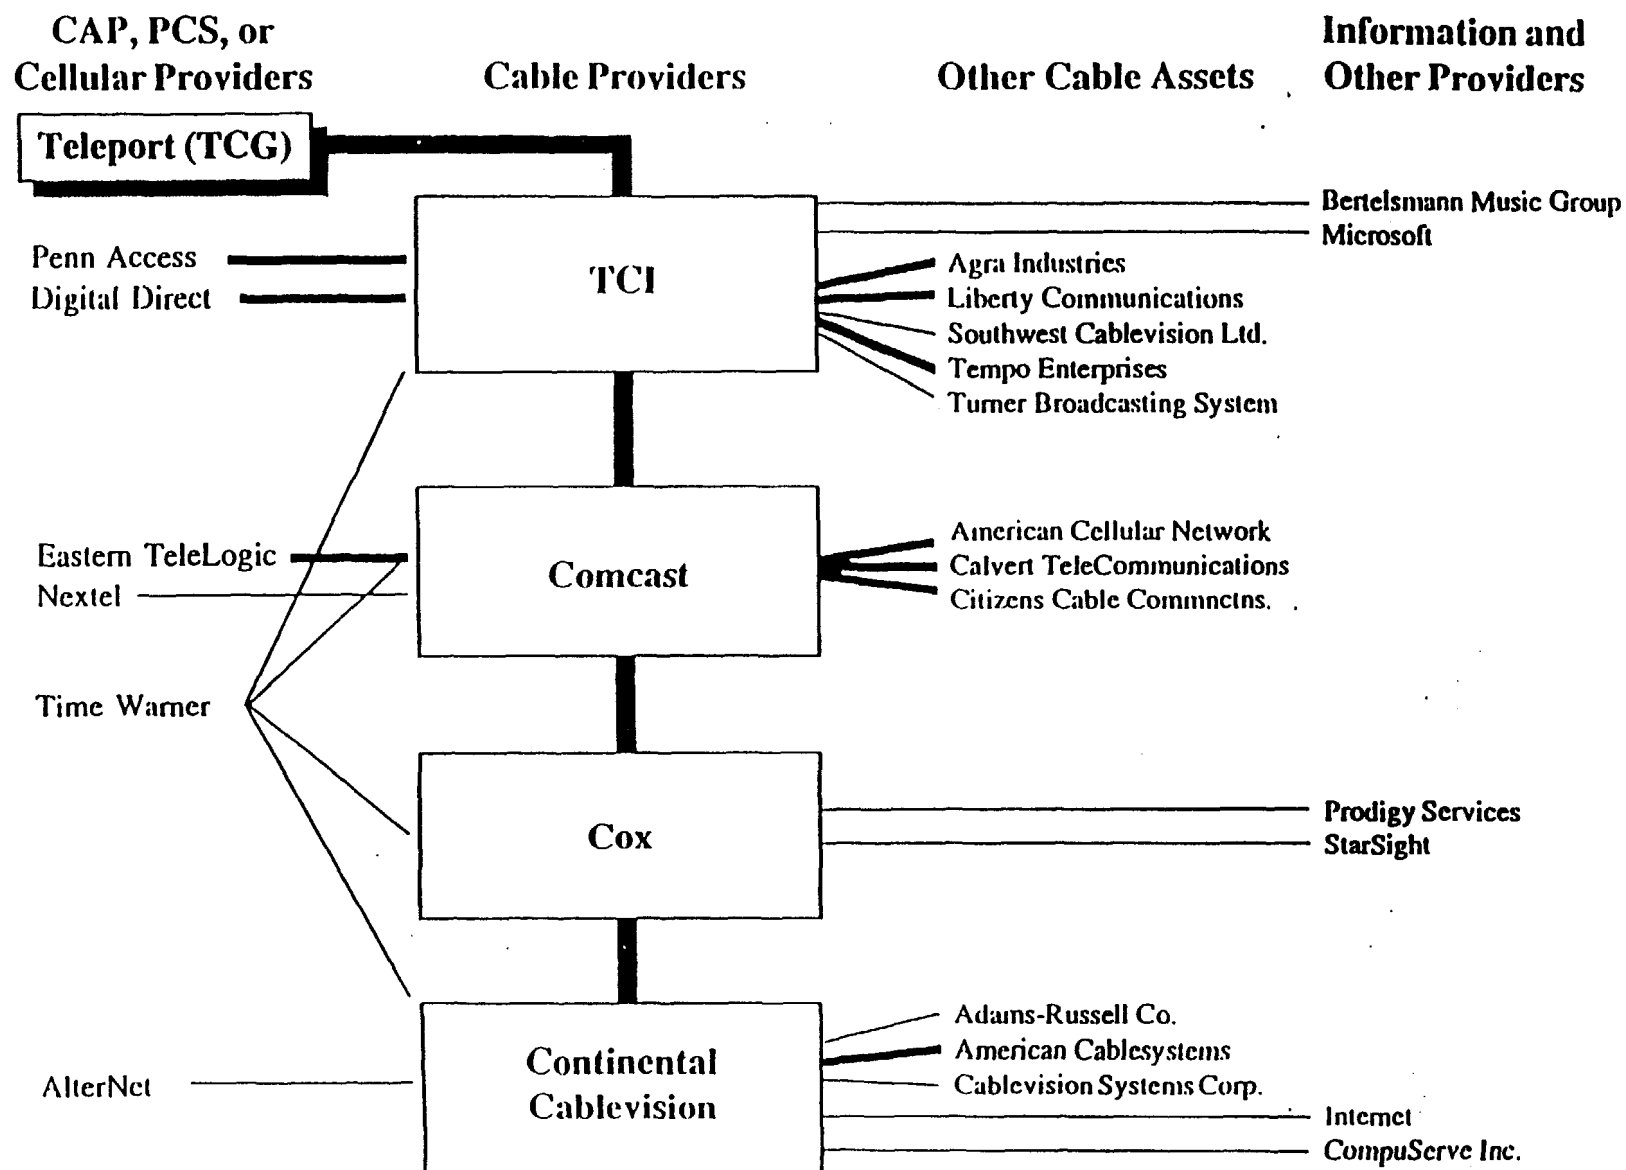 CAP, PCS, or
Cellular Providers
Cable Providers
Other Cable Assets
Information and
Other Providers
Teleport (TCG)
Penn Access
Digital Direct
TCI
Bertelsmann Music Group
Microsoft
Agra Industries
Liberty Communications
Southwest Cablevision Ltd.
Tempo Enterprises
Turner Broadcasting System
Eastern TeleLogic
Nextel
Comcast
American Cellular Network
Calvert TeleCommunications
Citizens Cable Commnctns.
Time Warner
Cox
Prodigy Services
StarSight
AlterNet
Continental
Cablevision
Adams-Russell Co.
American Cablesystems
Cablevision Systems Corp.
Internet
CompuServe Inc.